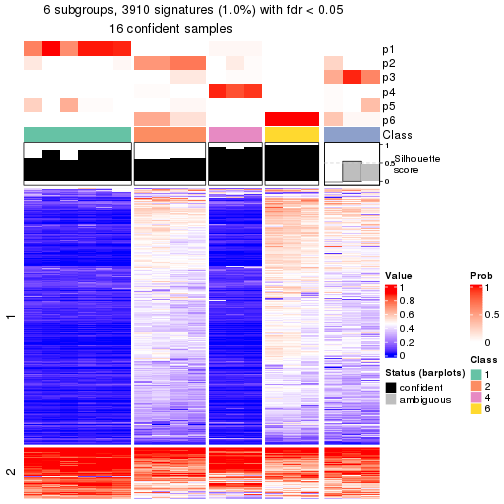 6 subgroups, 3910 signatures (1.0%) with fdr < 0.05
16 confident samples
p1
p2
p3
p4
p5
p6
Class
1
0.5
0
Silhouette
score
1
2
Value
1
0.8
0.6
0.4
0.2
0
Status (barplots)
confident
ambiguous
Prob
1
0.5
0
Class
1
2
4
6